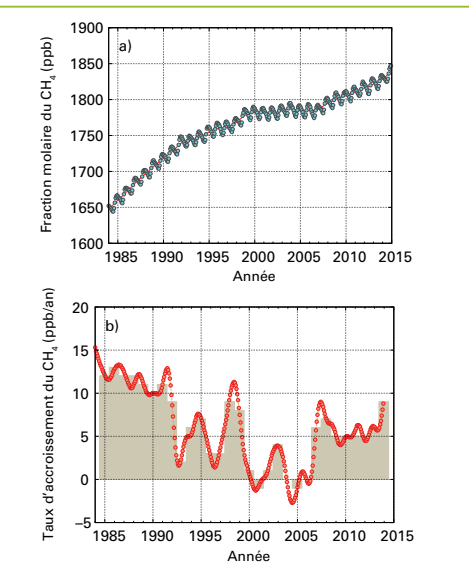 Fraction molaire du CH4 (ppb)
a)
1900
1850
1800
1750
1700
1650
1600
1985 1990 1995 2000 2005 2010 2015
Année
Taux d'accroissement du CH4 (ppb/an)
b)
20
15
10
5
0
−5
1985 1990 1995 2000 2005 2010 2015
Année